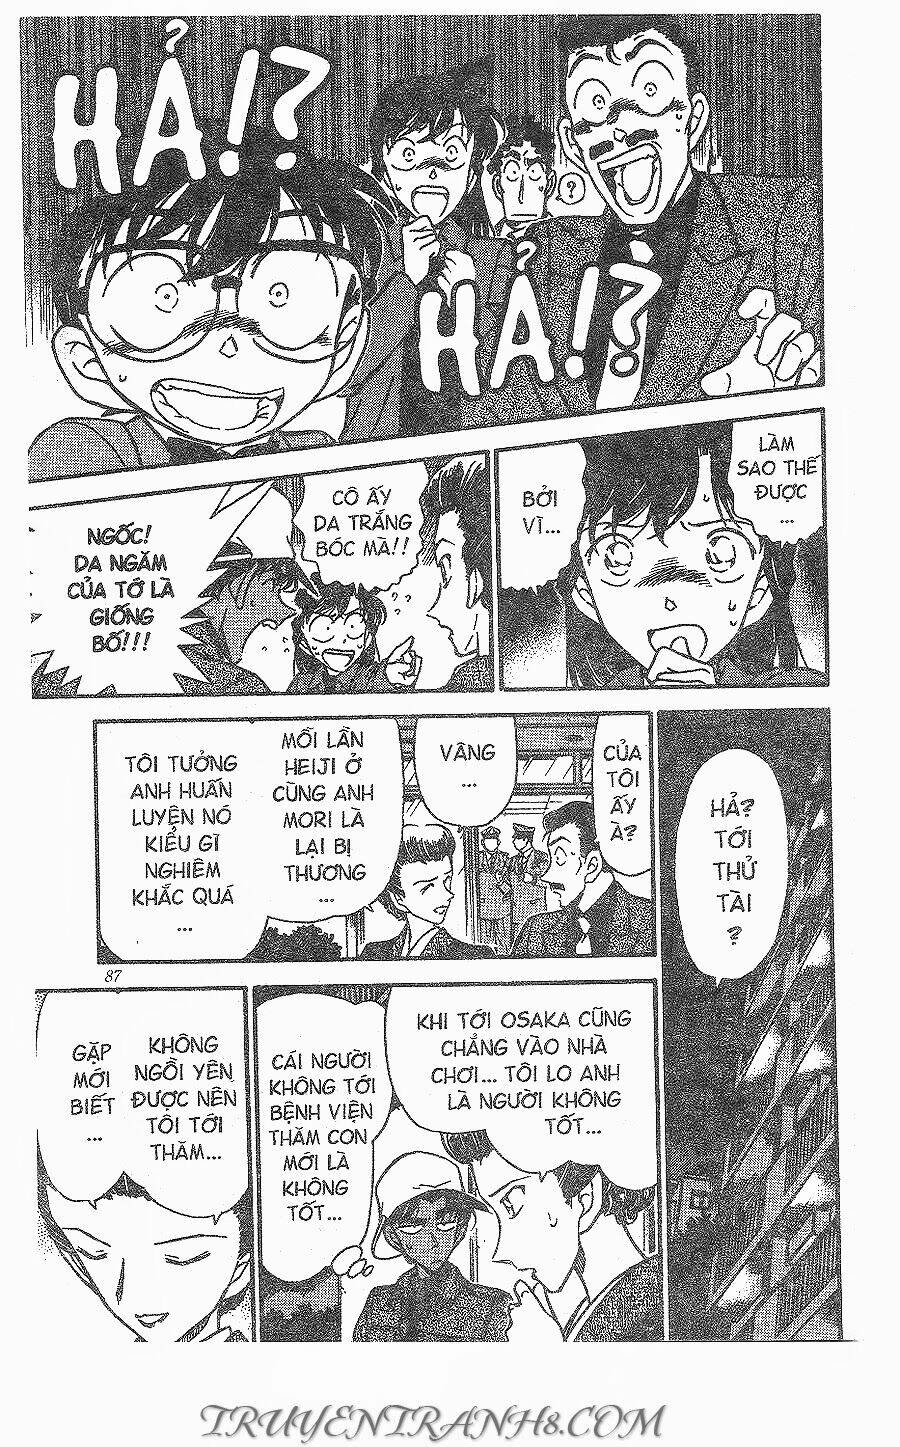 HẢ!?
HẢ!?
?
LÀM
SAO THẾ
ĐƯỢC
...
BỞI
VÌ...
CÔ ẤY
DA TRẮNG
BÓC MÀ!!
??
NGỐC!
DA NGĂM
CỦA TỚ LÀ
GIỐNG
BỐ!!!
HẢ?
TỚI
THỬ
TÀI
?
CỦA
TÔI
ẤY
À?
VÂNG
...
MỒI LẦN
HEIJI Ở
CÙNG ANH
MORI LÀ
LẠI BỊ
THƯƠNG
...
TÔI TƯỞNG
ANH HUẤN
LUYỆN NÓ
KIỂU GÌ
NGHIÊM
KHẮC QUÁ
...
87
KHI TỚI OSAKA CŨNG
CHẲNG VÀO NHÀ
CHƠI... TÔI LO ANH
LÀ NGƯỜI KHÔNG
TỐT...
CÁI NGƯỜI
KHÔNG TỚI
BỆNH VIỆN
THĂM CON
MỚI LÀ
KHÔNG
TỐT...
KHÔNG
NGỒI YÊN
ĐƯỢC NÊN
TÔI TỚI
THĂM...
GẶP
MỚI
BIẾT
...
TRUYENTRANH8.COM